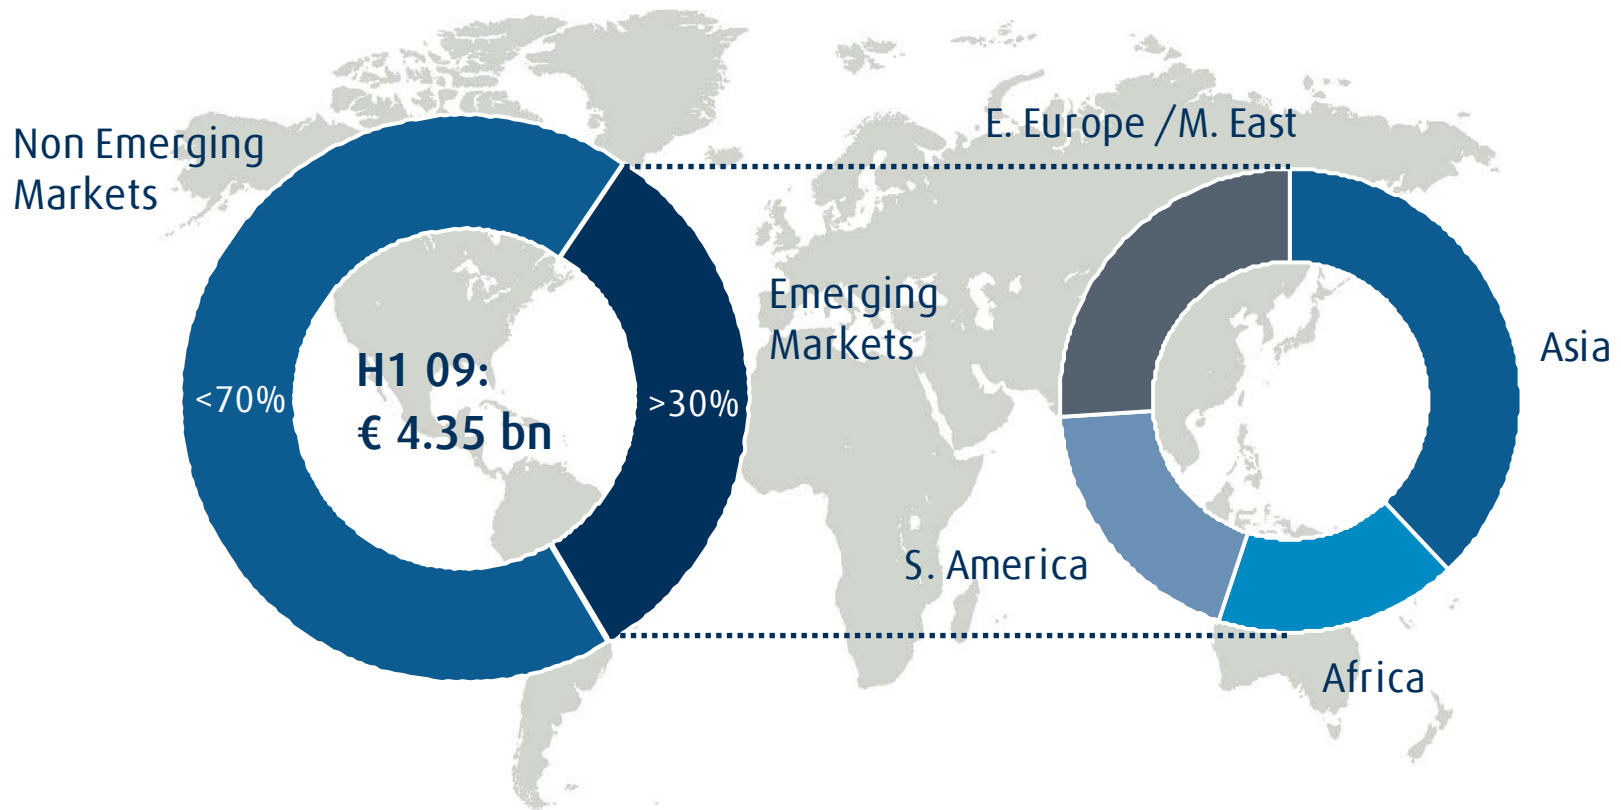 E. Europe /M. East
Non Emerging
Markets
Emerging
Markets
Asia
H1 09:
€ 4.35 bn
<70%
>30%
S. America
Africa